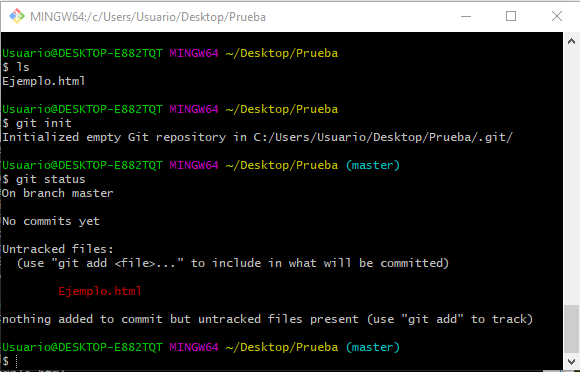 MINGW64:/c/Users/Usuario/Desktop/Prueba
Usuario@DESKTOP-E882TQT MINGW64 ~/Desktop/Prueba
$ ls
Ejemplo.html
Usuario@DESKTOP-E882TQT MINGW64 ~/Desktop/Prueba
$ git init
Initialized empty Git repository in C:/Users/Usuario/Desktop/Prueba/.git/
Usuario@DESKTOP-E882TQT MINGW64 ~/Desktop/Prueba (master)
$ git status
On branch master
No commits yet
Untracked files:
(use "git add <file>..." to include in what will be committed)
Ejemplo.html
nothing added to commit but untracked files present (use "git add" to track)
Usuario@DESKTOP-E882TQT MINGW64 ~/Desktop/Prueba (master)
$